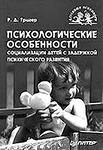 Р. Д. Тригер
ПСИХОЛОГИЧЕСКИЕ
ОСОБЕННОСТИ
СОЦИАЛИЗАЦИИ ДЕТЕЙ С ЗАДЕРЖКОЙ
ПСИХИЧЕСКОГО РАЗВИТИЯ
ПИТЕР